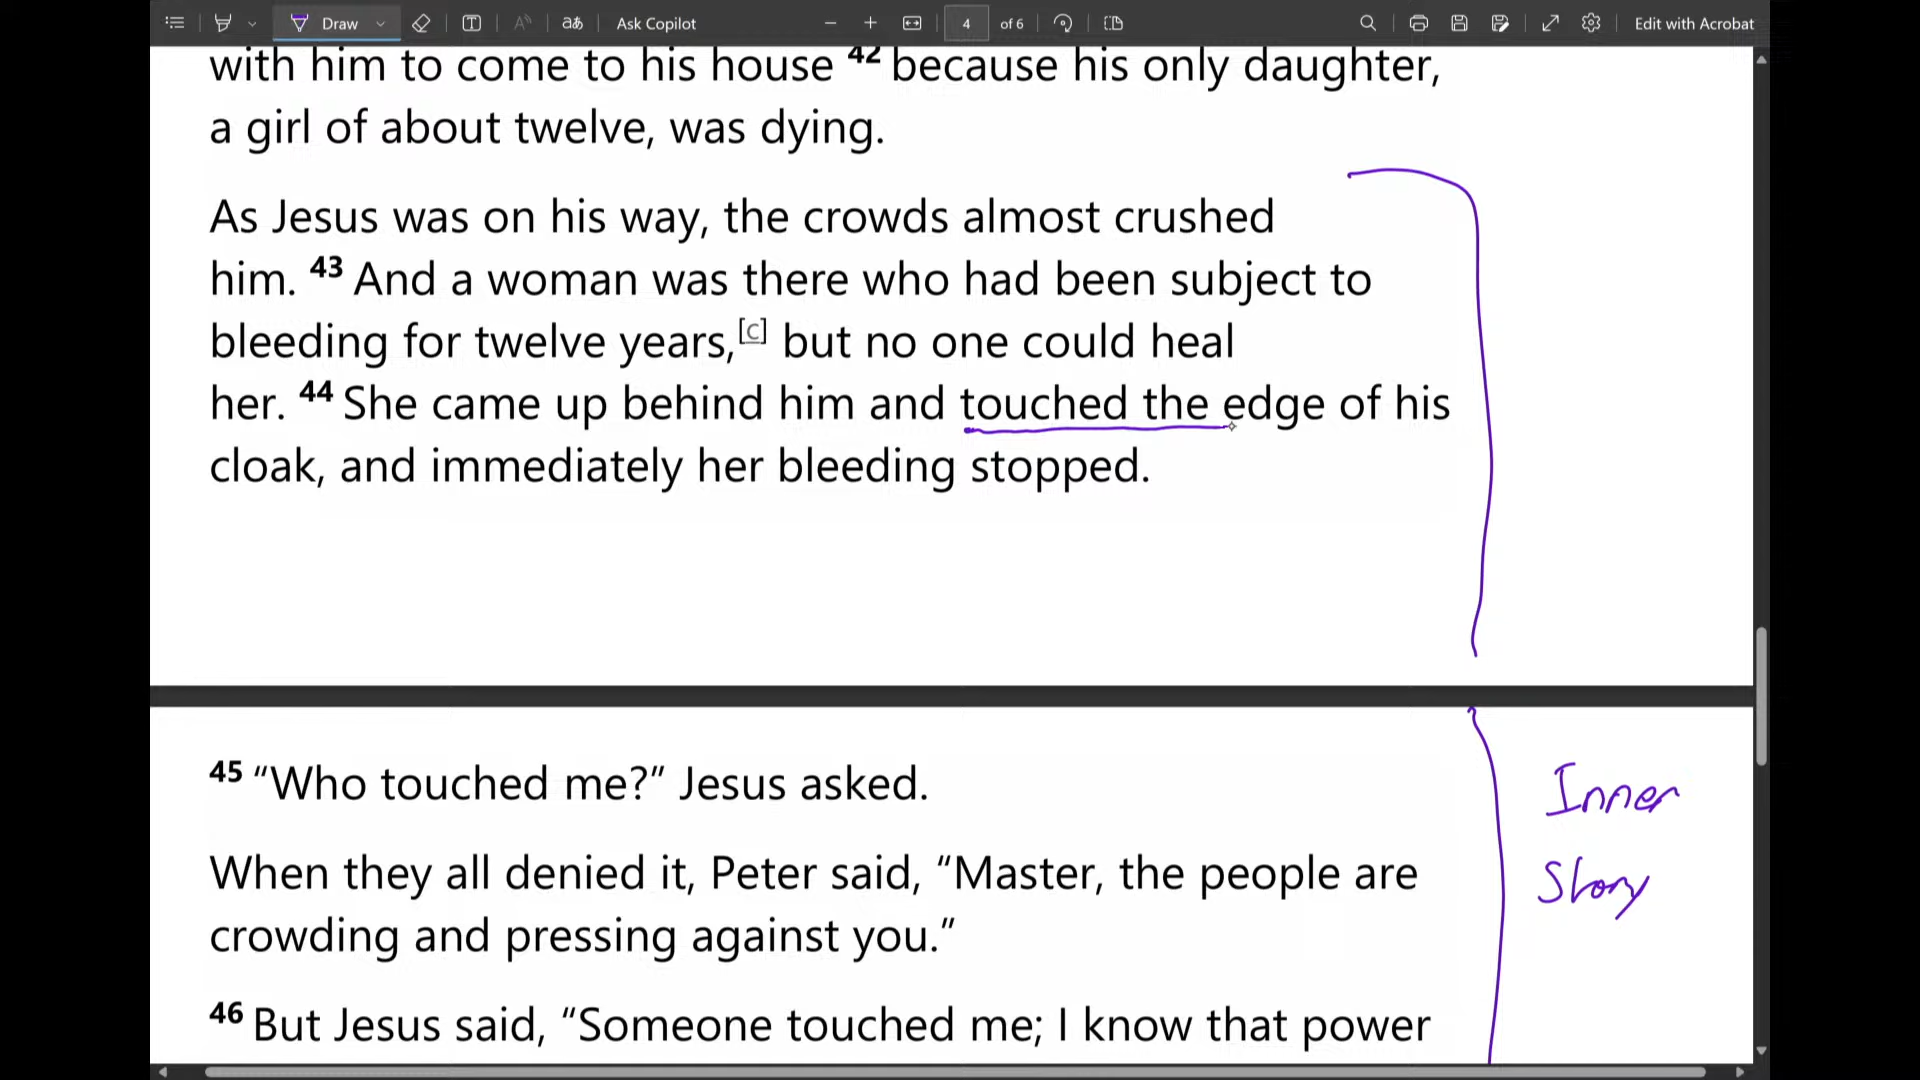 Draw
aあ
Ask Copilot
4
of 6
Edit with Acrobat
with him to come to his house 42 because his only daughter,
a girl of about twelve, was dying.
As Jesus was on his way, the crowds almost crushed
him. 43 And a woman was there who had been subject to
bleeding for twelve years,[c] but no one could heal
her. 44 She came up behind him and touched the edge of his
cloak, and immediately her bleeding stopped.
45 “Who touched me?” Jesus asked.
Inner
Story
When they all denied it, Peter said, “Master, the people are
crowding and pressing against you.”
46 But Jesus said, “Someone touched me; I know that power